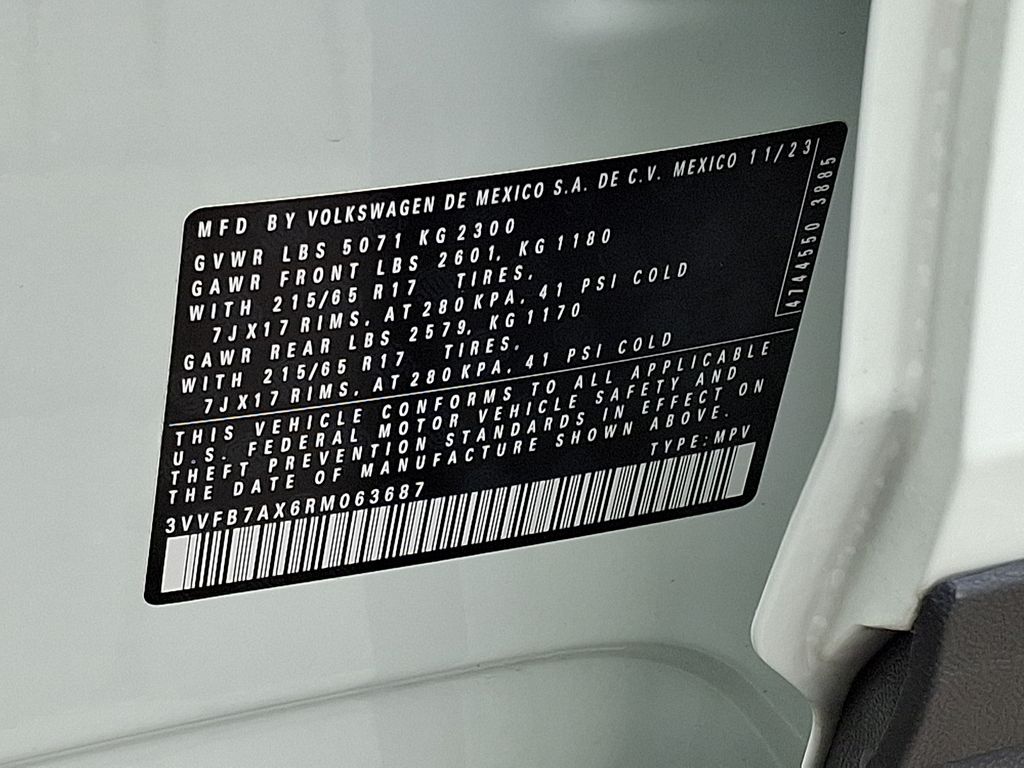 MFD BY VOLKSWAGEN DE MEXICO S.A. DE C.V. MEXICO 11/23
GVWR LBS 5071 KG 2300
GAWR FRONT LBS 2601, KG 1180
WITH 215/65 R17 TIRES,
7JX17 RIMS, AT 280 KPA, 41 PSI COLD
GAWR REAR LBS 2579, KG 1170
WITH 215/65 R17 TIRES,
7JX17 RIMS, AT 280 KPA, 41 PSI COLD
4744550 3885
THIS VEHICLE CONFORMS TO ALL APPLICABLE
U.S. FEDERAL MOTOR VEHICLE SAFETY AND
THEFT PREVENTION STANDARDS IN EFFECT ON
THE DATE OF MANUFACTURE SHOWN ABOVE.
TYPE: MPV
3VVFB7AX6RM063687